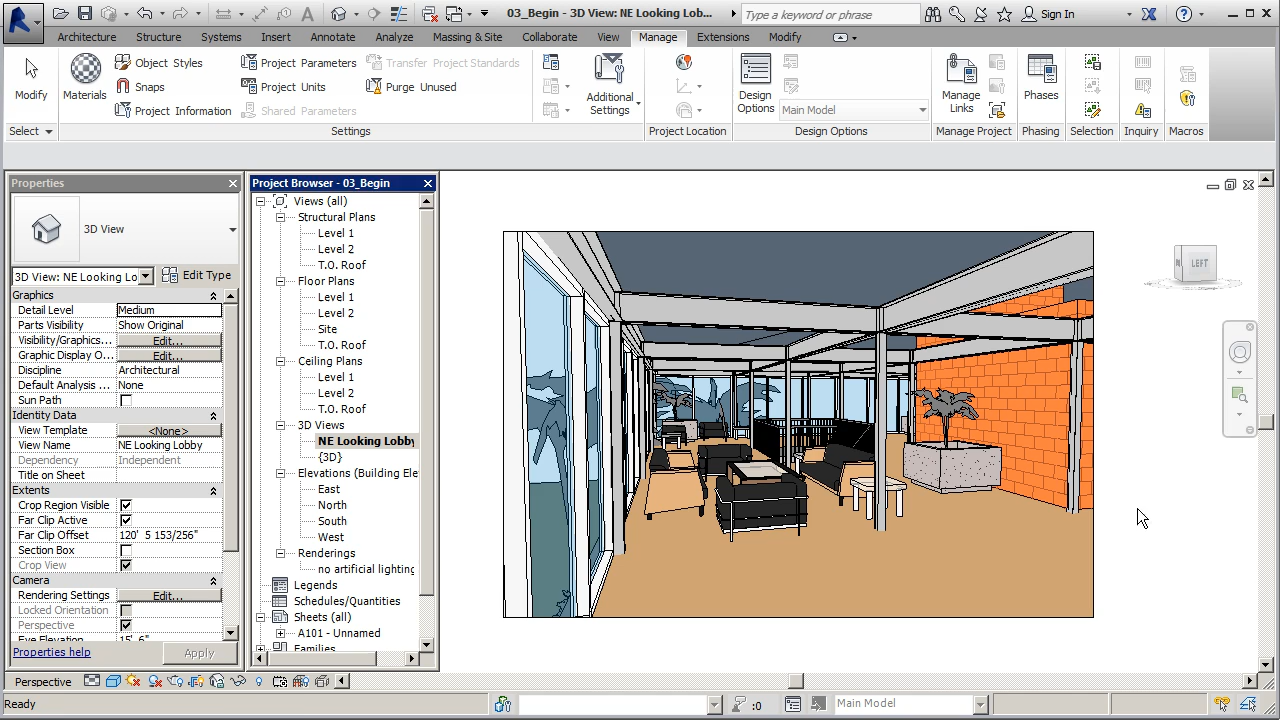 03_Begin - 3D View: NE Looking Lob...
Type a keyword or phrase
Sign In
Architecture Structure Systems Insert Annotate Analyze Massing & Site Collaborate View Manage Extensions Modify
Modify
Select
Materials
Object Styles
Snaps
Project Information
Project Parameters
Project Units
Shared Parameters
Transfer Project Standards
Purge Unused
Settings
Additional
Settings
Project Location
Design
Options
Main Model
Design Options
Manage
Links
Manage Project
Phases
Phasing
Selection
Inquiry
Macros
Properties
3D View
3D View: NE Looking Lo
Edit Type
Graphics
Detail Level Medium
Parts Visibility Show Original
Visibility/Graphics... Edit...
Graphic Display O... Edit...
Discipline Architectural
Default Analysis ... None
Sun Path
Identity Data
View Template <None>
View Name NE Looking Lobby
Dependency Independent
Title on Sheet
Extents
Crop Region Visible
Far Clip Active
Far Clip Offset 120' 5 153/256"
Section Box
Crop View
Camera
Rendering Settings Edit...
Locked Orientation
Perspective
Eye Elevation 15' 6"
Properties help
Apply
Project Browser - 03_Begin
Views (all)
Structural Plans
Level 1
Level 2
T.O. Roof
Floor Plans
Level 1
Level 2
Site
T.O. Roof
Ceiling Plans
Level 1
Level 2
T.O. Roof
3D Views
NE Looking Lobby
{3D}
Elevations (Building Ele
East
North
South
West
Renderings
no artificial lighting
Legends
Schedules/Quantities
Sheets (all)
A101 - Unnamed
Families
LEFT
Perspective
Ready
:0
Main Model